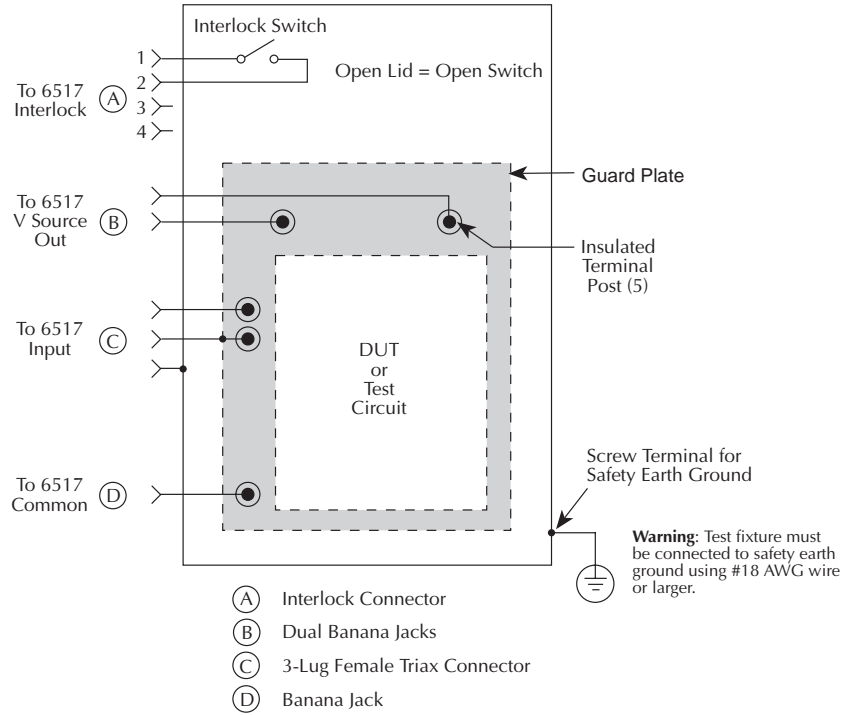 Interlock Switch
1
2
3
4
To 6517
Interlock
A
Open Lid = Open Switch
Guard Plate
To 6517
V Source
Out
B
Insulated
Terminal
Post (5)
To 6517
Input
C
DUT
or
Test
Circuit
Screw Terminal for
Safety Earth Ground
To 6517
Common
D
Warning: Test fixture must
be connected to safety earth
ground using #18 AWG wire
or larger.
A Interlock Connector
B Dual Banana Jacks
C 3-Lug Female Triax Connector
D Banana Jack